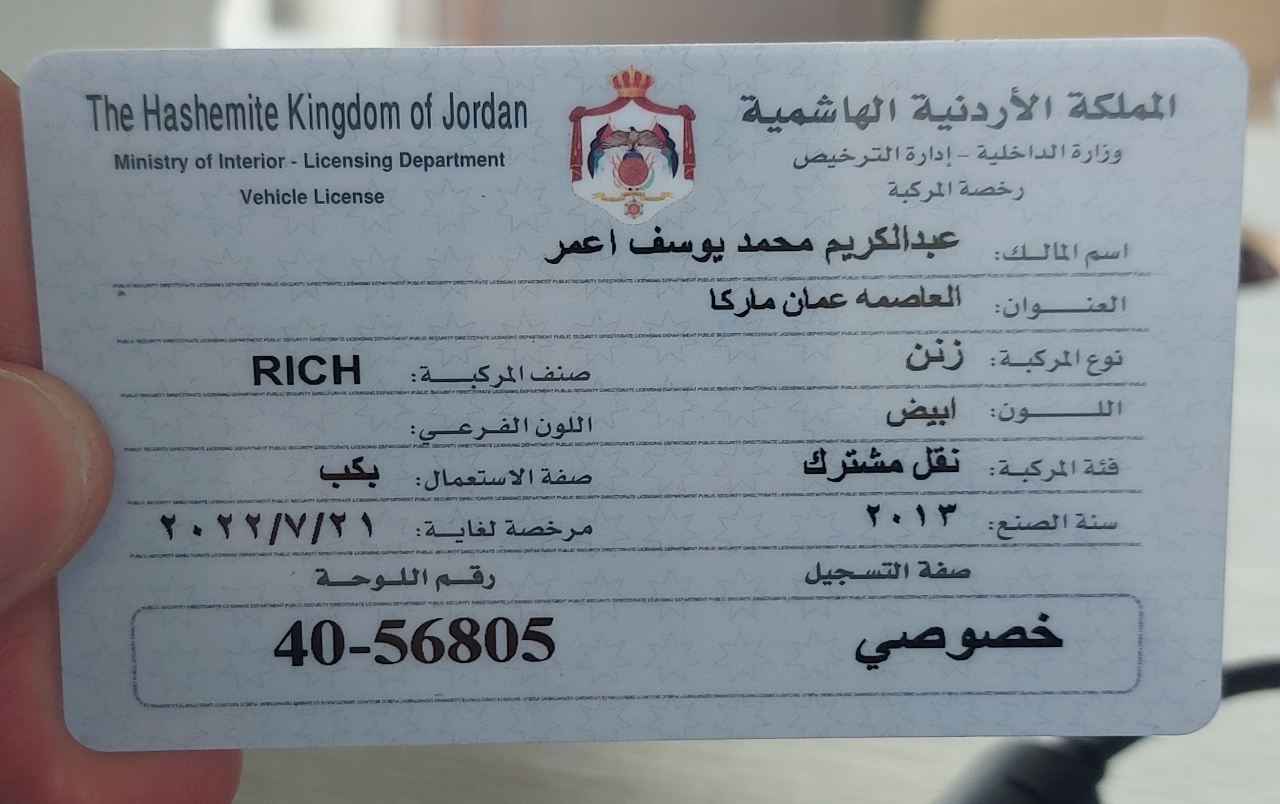 The Hashemite Kingdom of Jordan
المملكة الأردنية الهاشمية
Ministry of Interior - Licensing Department
وزارة الداخلية - إدارة الترخيص
Vehicle License
رخصة المركبة
اسم المالك: عبدالكريم محمد يوسف اعمر
العنوان: العاصمه عمان ماركا
نوع المركبة: زنن صنف المركبة: RICH
اللون: ابيض اللون الفرعي:
فئة المركبة: نقل مشترك صفة الاستعمال: بكب
سنة الصنع: ٢٠١٣ مرخصة لغاية: ٢٠٢٢/٧/٢١
صفة التسجيل رقم اللوحة
خصوصي 40-56805